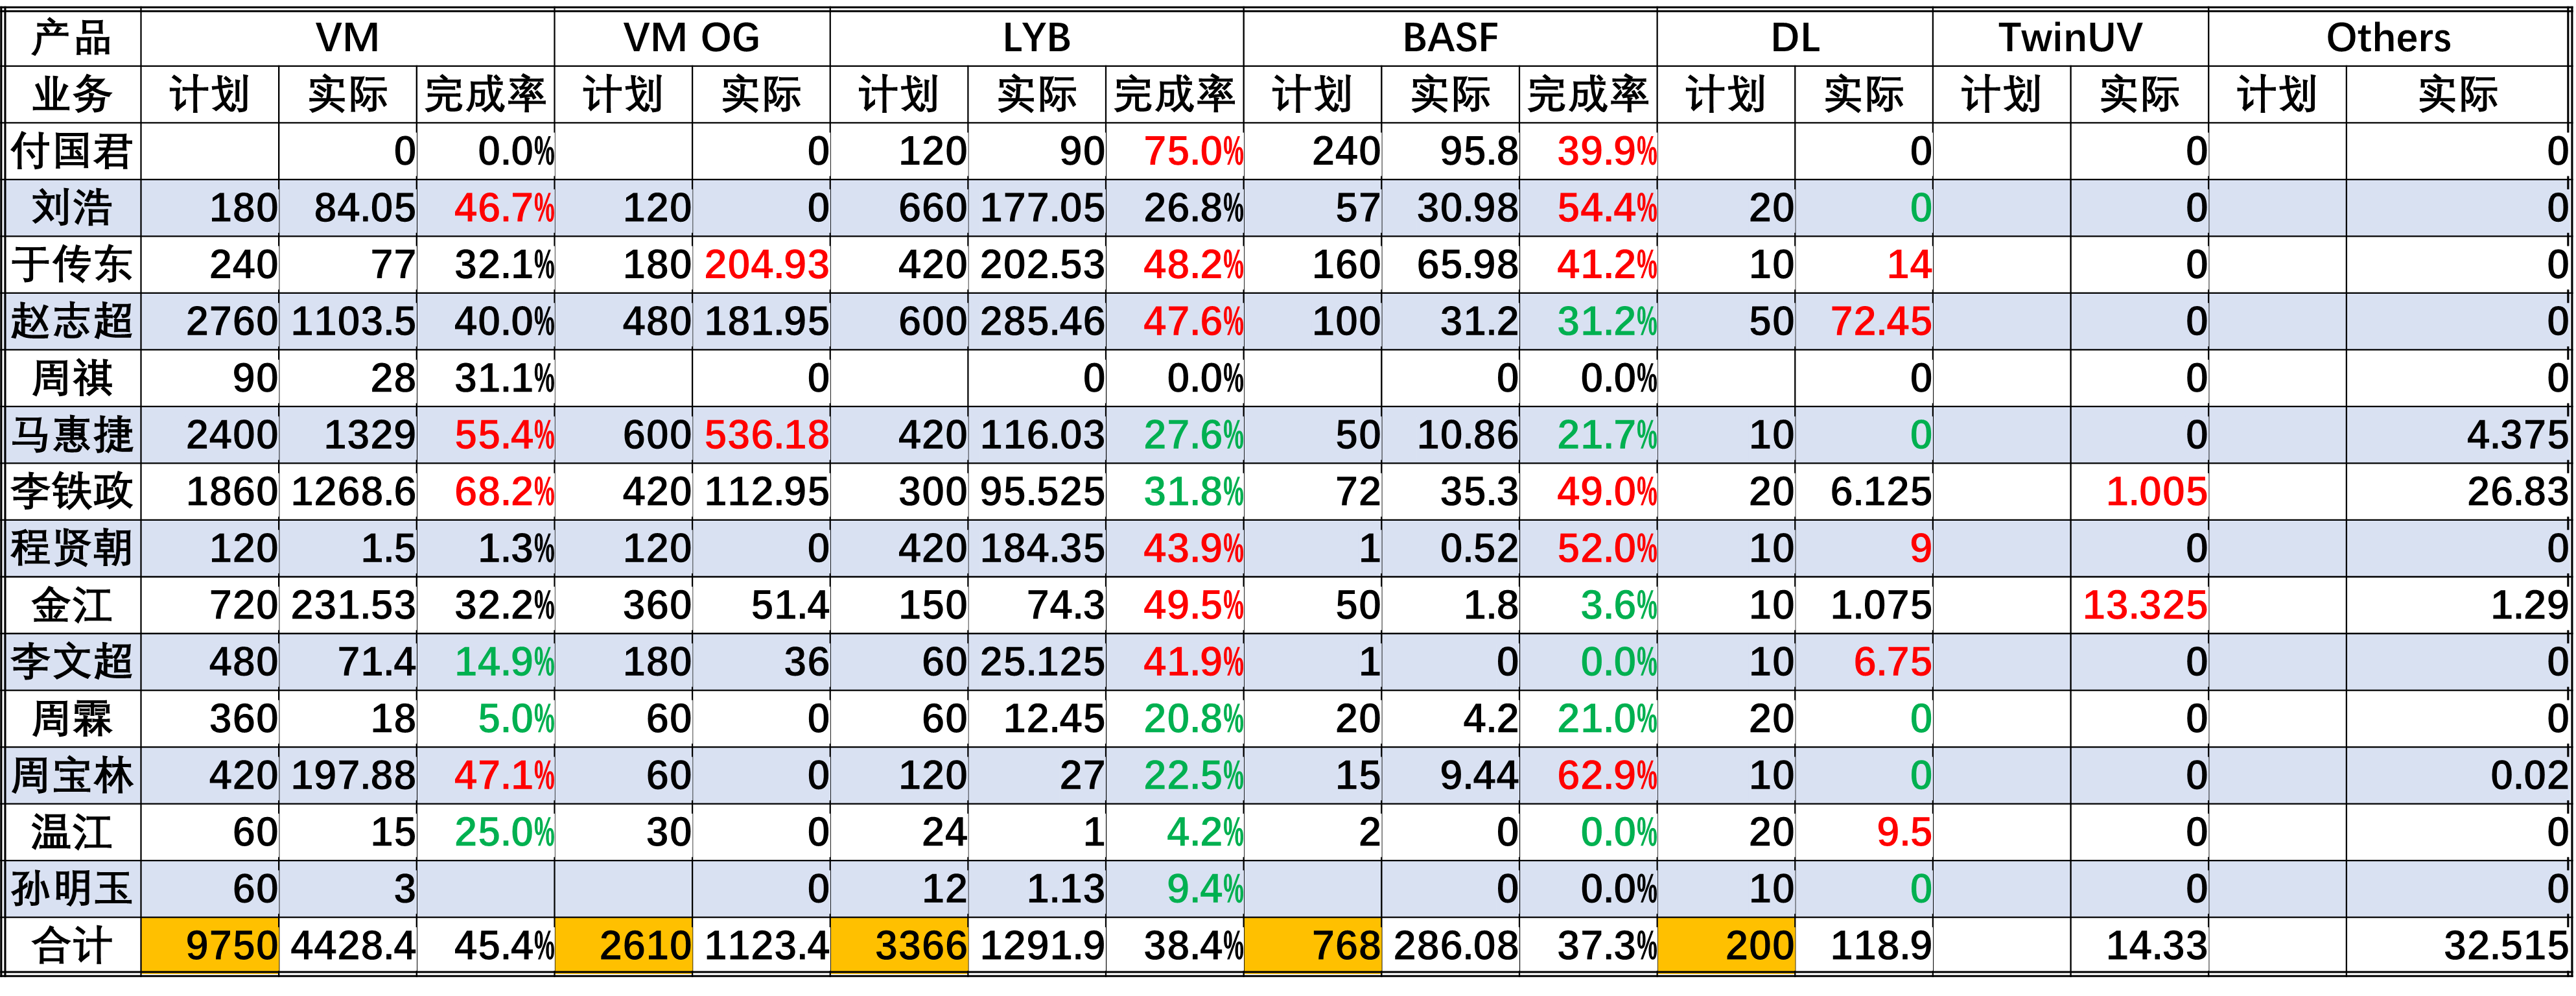 产品 VM VM OG LYB BASF DL TwinUV Others
业务 计划 实际 完成率 计划 实际 计划 实际 完成率 计划 实际 完成率 计划 实际 计划 实际 计划 实际
付国君 0 0.0% 0 120 90 75.0% 240 95.8 39.9% 0 0 0
刘浩 180 84.05 46.7% 120 0 660 177.05 26.8% 57 30.98 54.4% 20 0 0 0
于传东 240 77 32.1% 180 204.93 420 202.53 48.2% 160 65.98 41.2% 10 14 0 0
赵志超 2760 1103.5 40.0% 480 181.95 600 285.46 47.6% 100 31.2 31.2% 50 72.45 0 0
周祺 90 28 31.1% 0 0 0.0% 0 0.0% 0 0 0
马惠捷 2400 1329 55.4% 600 536.18 420 116.03 27.6% 50 10.86 21.7% 10 0 0 4.375
李铁政 1860 1268.6 68.2% 420 112.95 300 95.525 31.8% 72 35.3 49.0% 20 6.125 1.005 26.83
程贤朝 120 1.5 1.3% 120 0 420 184.35 43.9% 1 0.52 52.0% 10 9 0 0
金江 720 231.53 32.2% 360 51.4 150 74.3 49.5% 50 1.8 3.6% 10 1.075 13.325 1.29
李文超 480 71.4 14.9% 180 36 60 25.125 41.9% 1 0 0.0% 10 6.75 0 0
周霖 360 18 5.0% 60 0 60 12.45 20.8% 20 4.2 21.0% 20 0 0 0
周宝林 420 197.88 47.1% 60 0 120 27 22.5% 15 9.44 62.9% 10 0 0 0.02
温江 60 15 25.0% 30 0 24 1 4.2% 2 0 0.0% 20 9.5 0 0
孙明玉 60 3 0 12 1.13 9.4% 0 0.0% 10 0 0 0
合计 9750 4428.4 45.4% 2610 1123.4 3366 1291.9 38.4% 768 286.08 37.3% 200 118.9 14.33 32.515